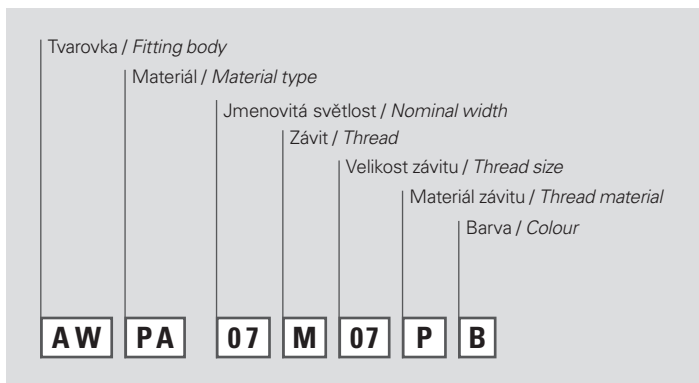 Tvarovka / Fitting body
Materiál / Material type
Jmenovitá světlost / Nominal width
Závit / Thread
Velikost závitu / Thread size
Materiál závitu / Thread material
Barva / Colour
AW PA 07 M 07 P B